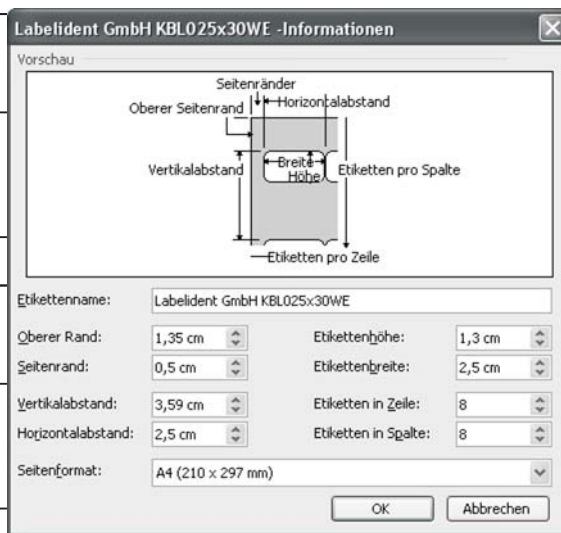 Labelident GmbH KBL025x30WE -Informationen
Vorschau
Seitenränder
Horizontalabstand
Oberer Seitenrand
Vertikalabstand
Breite
Höhe
Etiketten pro Spalte
Etiketten pro Zeile
Etikettenname: Labelident GmbH KBL025x30WE
Oberer Rand: 1,35 cm Etikettenhöhe: 1,3 cm
Seitenrand: 0,5 cm Etikettenbreite: 2,5 cm
Vertikalabstand: 3,59 cm Etiketten in Zeile: 8
Horizontalabstand: 2,5 cm Etiketten in Spalte: 8
Seitenformat: A4 (210 x 297 mm)
OK Abbrechen